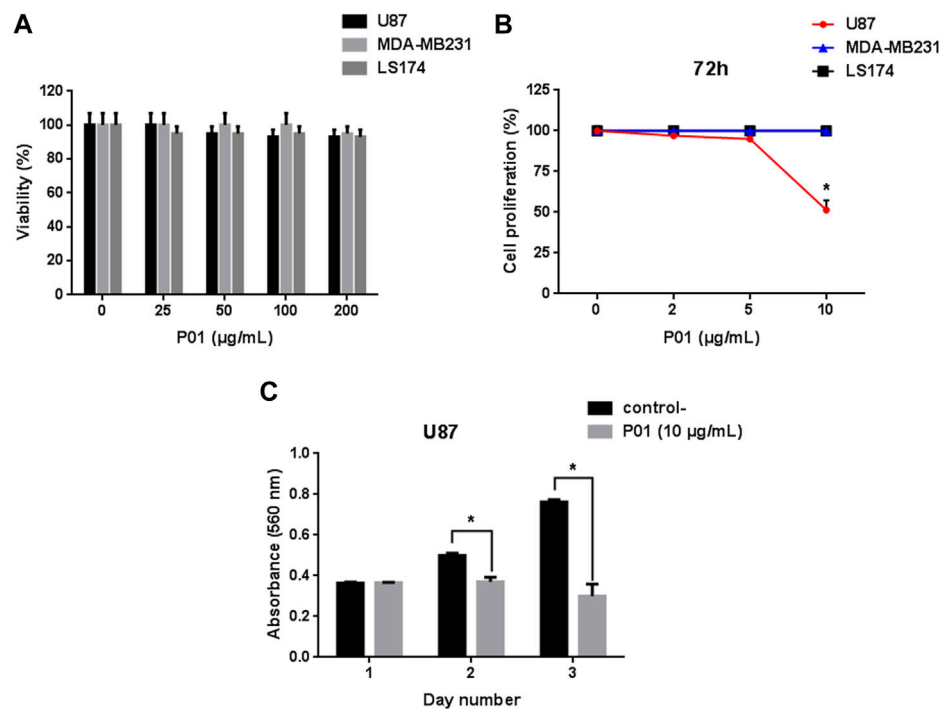 A
U87
MDA-MB231
LS174
Viability (%)
120
100
80
60
40
20
0
0 25 50 100 200
P01 (µg/mL)
B
U87
MDA-MB231
LS174
72h
Cell proliferation (%)
125
100
75
50
25
0
*
0 2 5 10
P01 (µg/mL)
C
control-
P01 (10 µg/mL)
U87
Absorbance (560 nm)
1.0
0.8
0.6
0.4
0.2
0.0
*
*
1 2 3
Day number